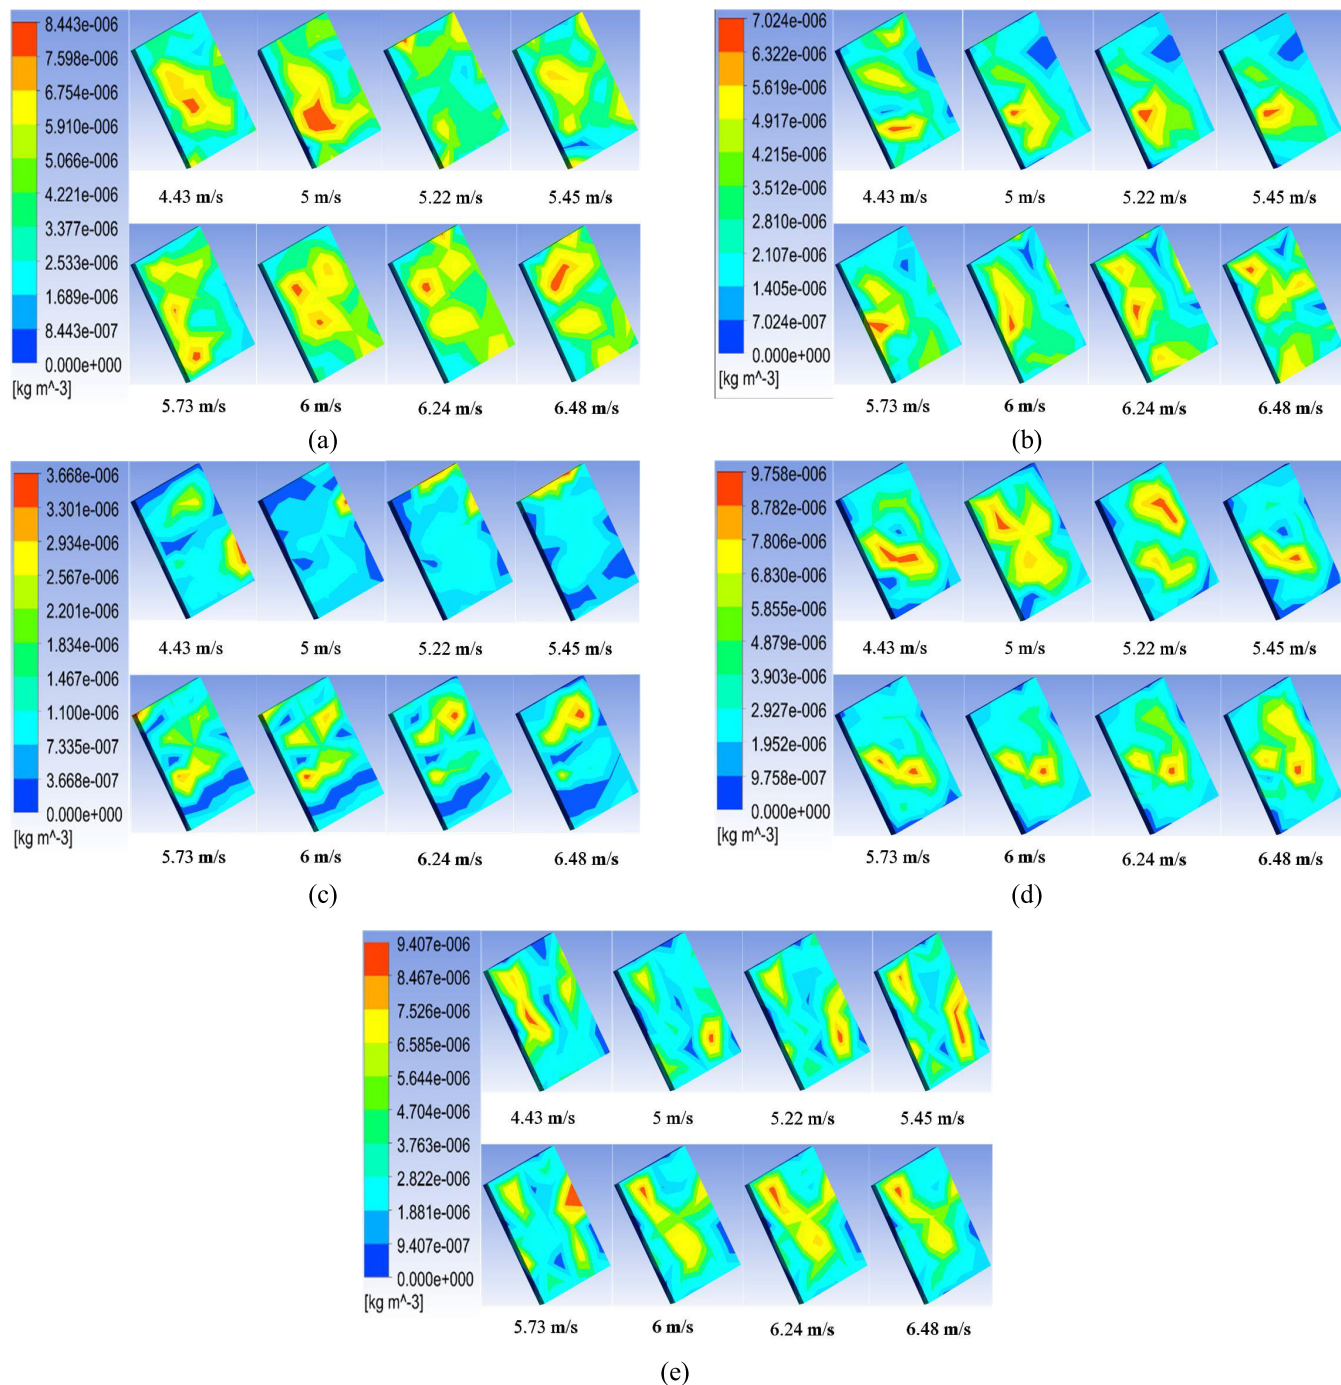 8.443e-006
7.598e-006
6.754e-006
5.910e-006
5.066e-006
4.221e-006
3.377e-006
2.533e-006
1.689e-006
8.443e-007
0.000e+000
[kg m^-3]
4.43 m/s 5 m/s 5.22 m/s 5.45 m/s
5.73 m/s 6 m/s 6.24 m/s 6.48 m/s
(a)
7.024e-006
6.322e-006
5.619e-006
4.917e-006
4.215e-006
3.512e-006
2.810e-006
2.107e-006
1.405e-006
7.024e-007
0.000e+000
[kg m^-3]
4.43 m/s 5 m/s 5.22 m/s 5.45 m/s
5.73 m/s 6 m/s 6.24 m/s 6.48 m/s
(b)
3.668e-006
3.301e-006
2.934e-006
2.567e-006
2.201e-006
1.834e-006
1.467e-006
1.100e-006
7.335e-007
3.668e-007
0.000e+000
[kg m^-3]
4.43 m/s 5 m/s 5.22 m/s 5.45 m/s
5.73 m/s 6 m/s 6.24 m/s 6.48 m/s
(c)
9.758e-006
8.782e-006
7.806e-006
6.830e-006
5.855e-006
4.879e-006
3.903e-006
2.927e-006
1.952e-006
9.758e-007
0.000e+000
[kg m^-3]
4.43 m/s 5 m/s 5.22 m/s 5.45 m/s
5.73 m/s 6 m/s 6.24 m/s 6.48 m/s
(d)
9.407e-006
8.467e-006
7.526e-006
6.585e-006
5.644e-006
4.704e-006
3.763e-006
2.822e-006
1.881e-006
9.407e-007
0.000e+000
[kg m^-3]
4.43 m/s 5 m/s 5.22 m/s 5.45 m/s
5.73 m/s 6 m/s 6.24 m/s 6.48 m/s
(e)